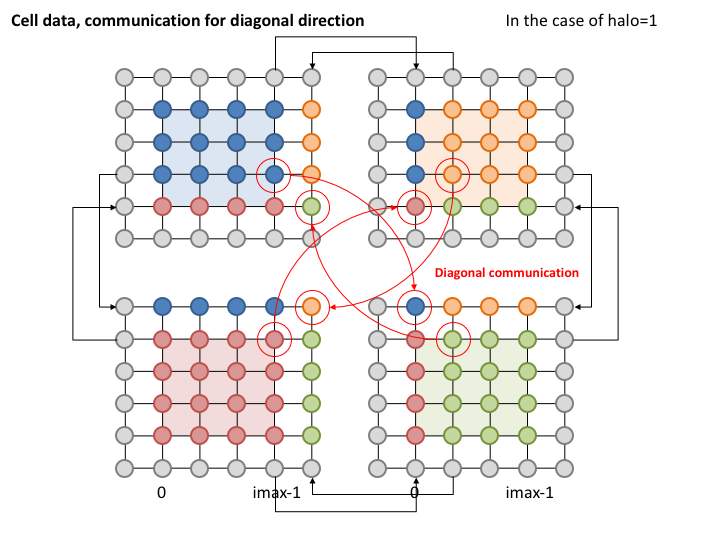 Cell data, communication for diagonal direction
In the case of halo=1
Diagonal communication
0
imax-1
0
imax-1